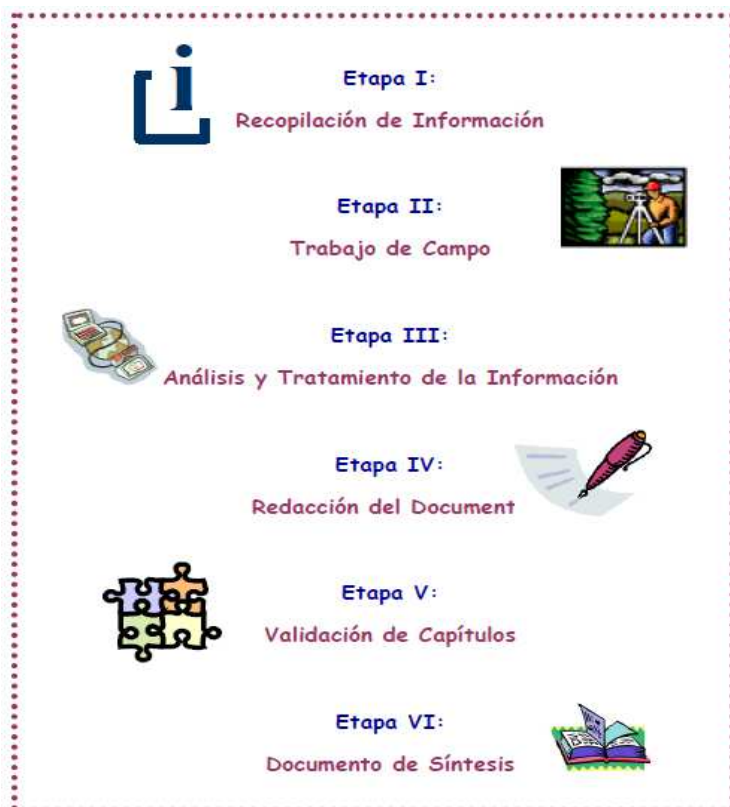 i
Etapa I:
Recopilación de Información
Etapa II:
Trabajo de Campo
Etapa III:
Análisis y Tratamiento de la Información
Etapa IV:
Redacción del Document
Etapa V:
Validación de Capítulos
Etapa VI:
Documento de Síntesis